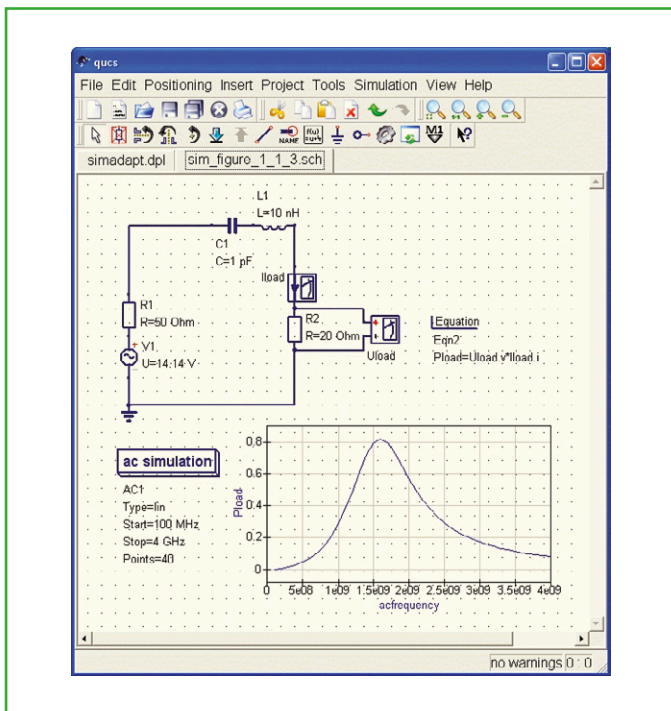 qucs
File Edit Positioning Insert Project Tools Simulation View Help
NAME
M1
simadapt.dpl sim_figure_1_1_3.sch
L1
L=10 nH
C1
C=1 pF
Iload
R1
R=50 Ohm
R2
R=20 Ohm
Uload
V1
U=14.14 V
Equation
Eqn2
Pload=Uload.v*Iload.i
ac simulation
AC1
Type=lin
Start=100 MHz
Stop=4 GHz
Points=40
Pload
0.8
0.6
0.4
0.2
0
0 5e08 1e09 1.5e09 2e09 2.5e09 3e09 3.5e09 4e09
acfrequency
no warnings 0 : 0